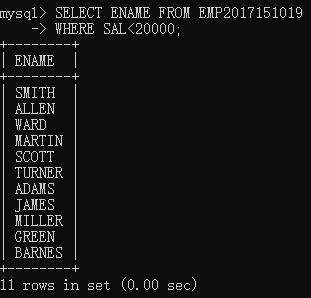 mysql> SELECT ENAME FROM EMP2017151019
    -> WHERE SAL<20000;
+--------+
| ENAME  |
+--------+
| SMITH  |
| ALLEN  |
| WARD   |
| MARTIN |
| SCOTT  |
| TURNER |
| ADAMS  |
| JAMES  |
| MILLER |
| GREEN  |
| BARNES |
+--------+
11 rows in set (0.00 sec)